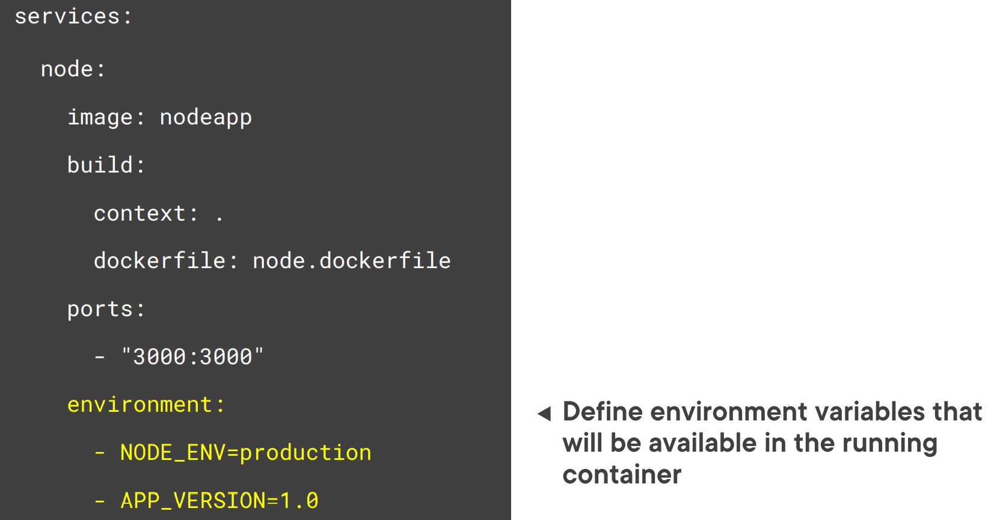 services:
node:
image: nodeapp
build:
context: .
dockerfile: node.dockerfile
ports:
- "3000:3000"
environment:
- NODE_ENV=production
- APP_VERSION=1.0
Define environment variables that
will be available in the running
container